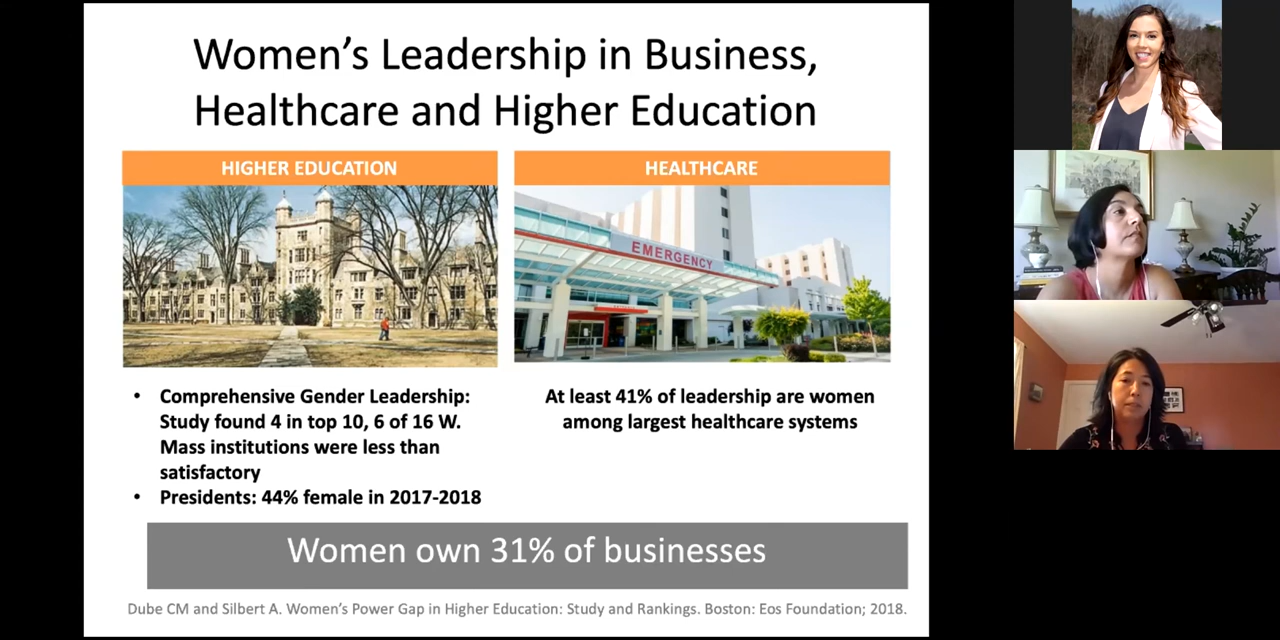 Women's Leadership in Business,
Healthcare and Higher Education
HIGHER EDUCATION
HEALTHCARE
EMERGENCY
• Comprehensive Gender Leadership:
Study found 4 in top 10, 6 of 16 W.
Mass institutions were less than
satisfactory
• Presidents: 44% female in 2017-2018
At least 41% of leadership are women
among largest healthcare systems
Women own 31% of businesses
Dube CM and Silbert A. Women's Power Gap in Higher Education: Study and Rankings. Boston: Eos Foundation; 2018.